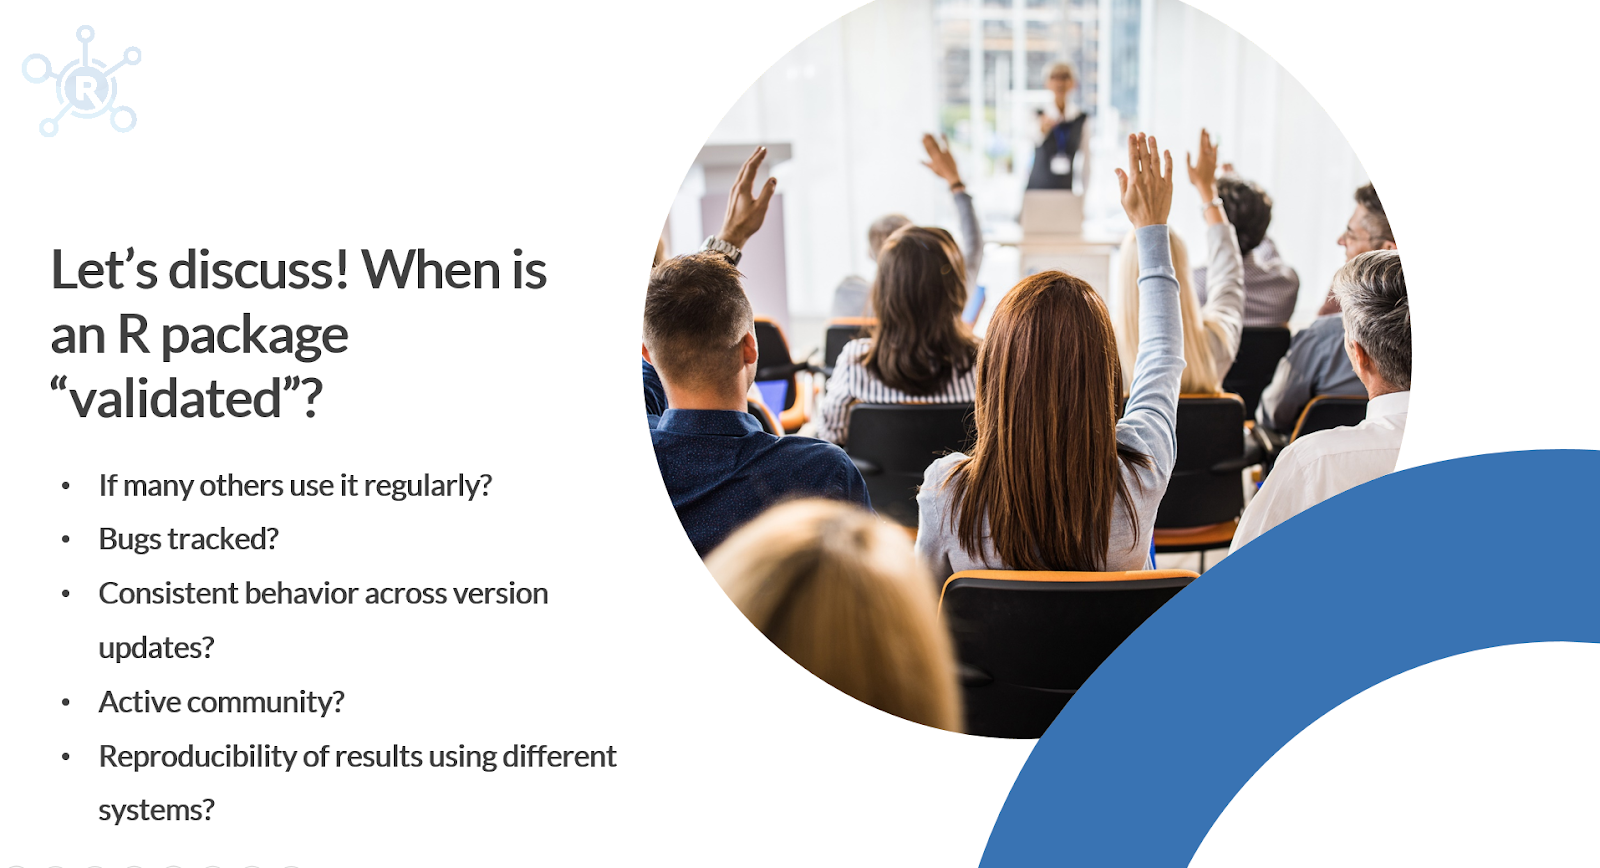 R
Let’s discuss! When is
an R package
“validated”?
• If many others use it regularly?
• Bugs tracked?
• Consistent behavior across version
updates?
• Active community?
• Reproducibility of results using different
systems?